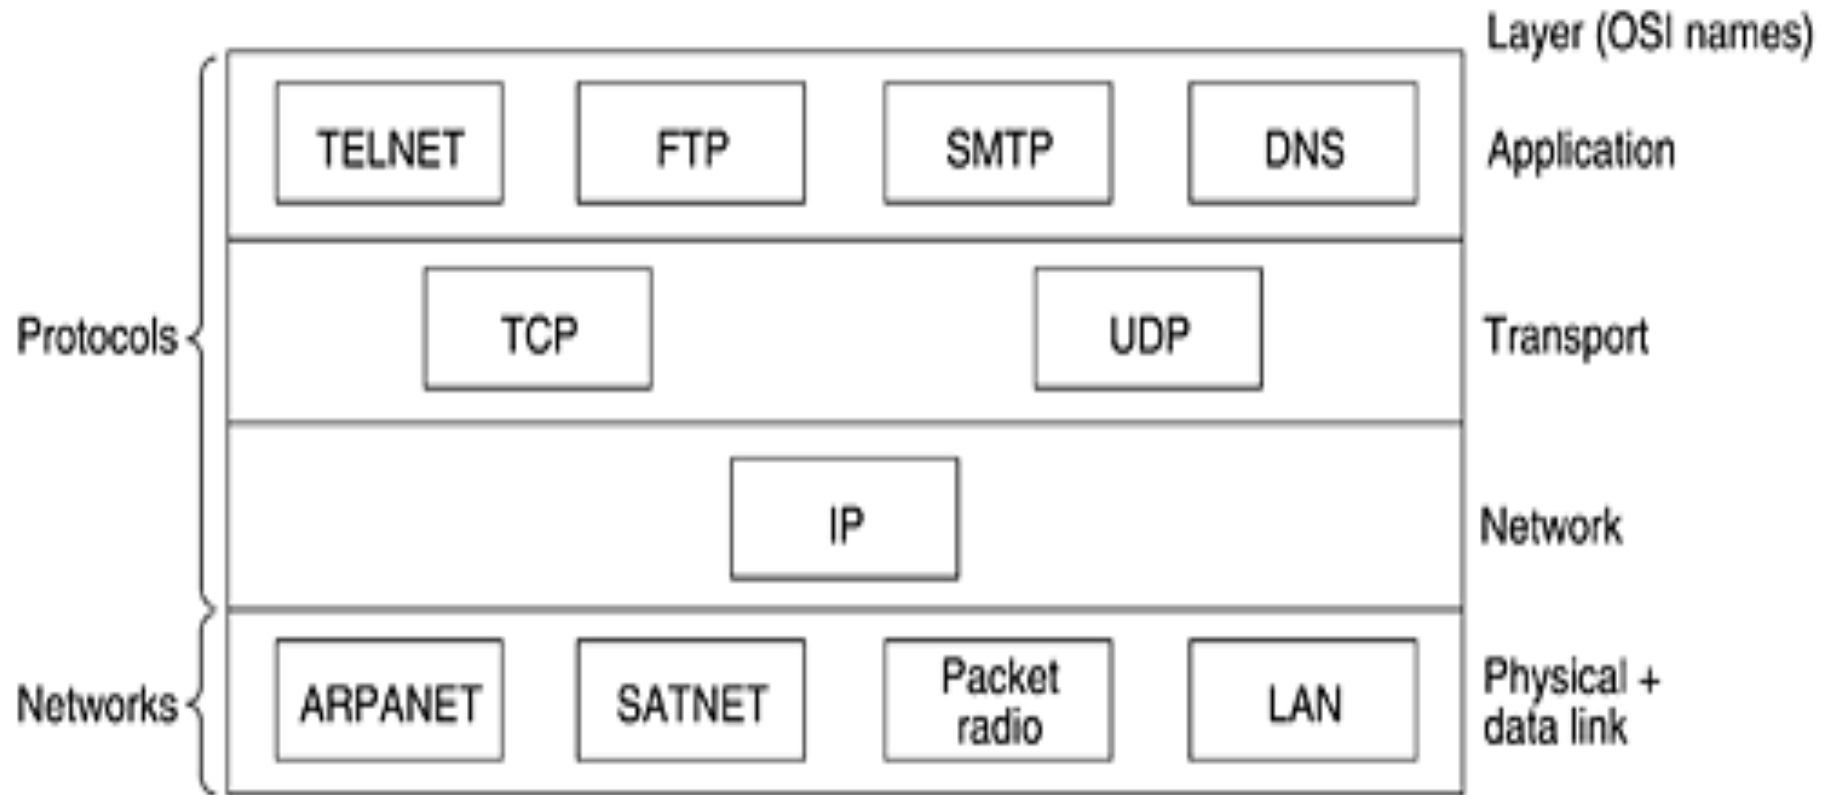 Layer (OSI names)
TELNET FTP SMTP DNS Application
Protocols TCP UDP Transport
IP Network
Networks ARPANET SATNET Packet radio LAN Physical + data link